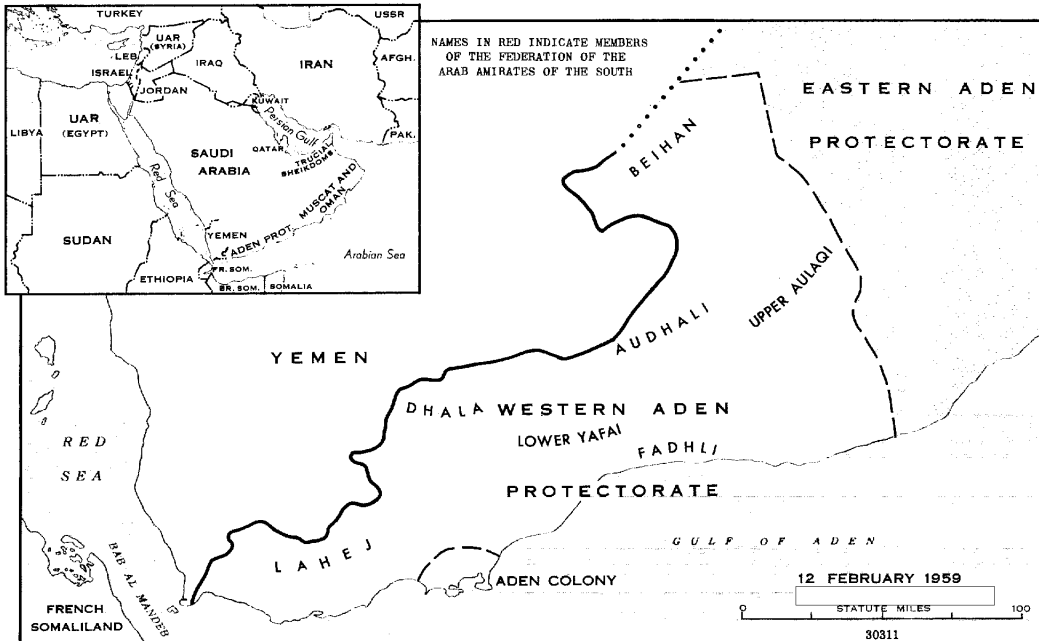 TURKEY
USSR
UAR
(SYRIA)
LEB.
ISRAEL
IRAQ
IRAN
AFGH.
JORDAN
KUWAIT
Persian Gulf
LIBYA
UAR
(EGYPT)
PAK.
QATAR
TRUCIAL
SHEIKDOMS
SAUDI
ARABIA
Red Sea
MUSCAT AND
OMAN
SUDAN
YEMEN
ADEN PROT.
Arabian Sea
ETHIOPIA
FR. SOM.
BR. SOM.
SOMALIA
NAMES IN RED INDICATE MEMBERS
OF THE FEDERATION OF THE
ARAB AMIRATES OF THE SOUTH
EASTERN ADEN
PROTECTORATE
BEIHAN
UPPER AULAQI
AUDHALI
YEMEN
DHALA
WESTERN ADEN
LOWER YAFAI
FADHLI
PROTECTORATE
RED
SEA
LAHEJ
GULF OF ADEN
BAB AL MANDEB
ADEN COLONY
FRENCH
SOMALILAND
12 FEBRUARY 1959
0 STATUTE MILES 100
30311